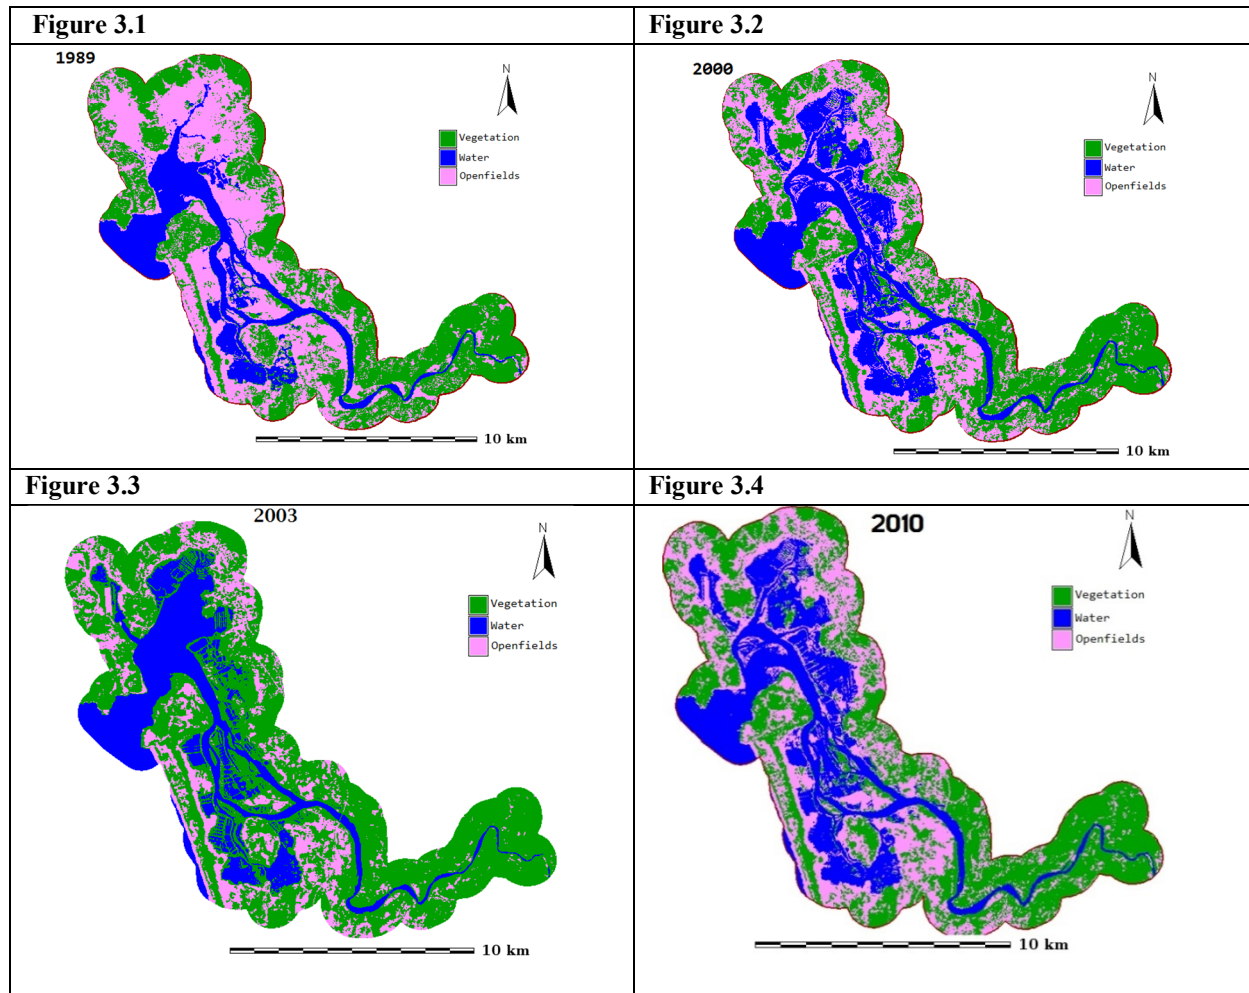 Figure 3.1
Figure 3.2
1989
N
Vegetation
Water
Openfields
10 km
2000
N
Vegetation
Water
Openfields
10 km
Figure 3.3
Figure 3.4
2003
N
Vegetation
Water
Openfields
10 km
2010
N
Vegetation
Water
Openfields
10 km